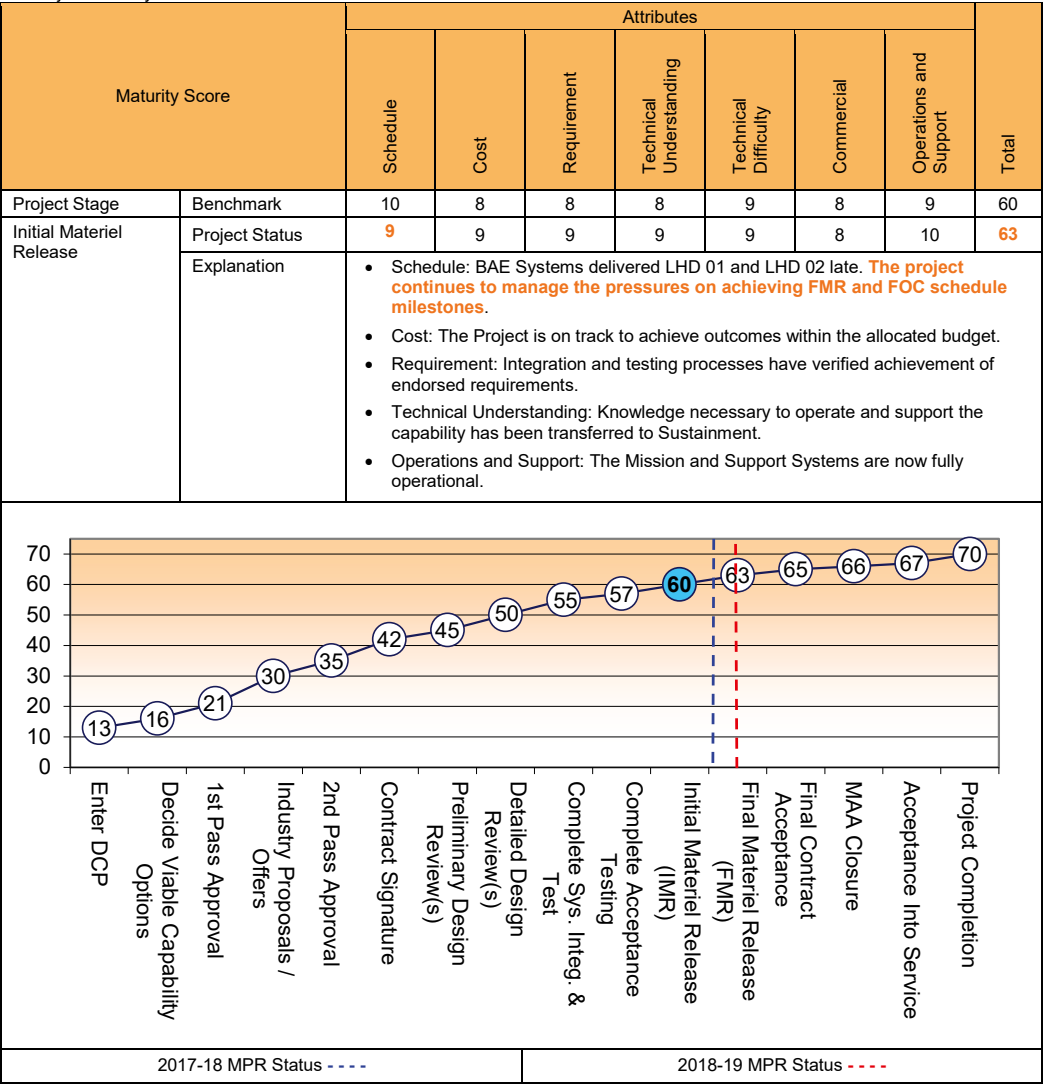 Maturity Score
Attributes
Schedule
Cost
Requirement
Technical
Understanding
Technical
Difficulty
Commercial
Operations and
Support
Total
Project Stage
Benchmark
10
8
8
8
9
8
9
60
Initial Materiel
Release
Project Status
9
9
9
9
9
8
10
63
Explanation
• Schedule: BAE Systems delivered LHD 01 and LHD 02 late. The project
continues to manage the pressures on achieving FMR and FOC schedule
milestones.
• Cost: The Project is on track to achieve outcomes within the allocated budget.
• Requirement: Integration and testing processes have verified achievement of
endorsed requirements.
• Technical Understanding: Knowledge necessary to operate and support the
capability has been transferred to Sustainment.
• Operations and Support: The Mission and Support Systems are now fully
operational.
70
60
50
40
30
20
10
0
13
16
21
30
35
42
45
50
55
57
60
63
65
66
67
70
Enter DCP
Decide Viable Capability
Options
1st Pass Approval
Industry Proposals /
Offers
2nd Pass Approval
Contract Signature
Preliminary Design
Review(s)
Detailed Design
Review(s)
Complete Sys. Integ. &
Test
Complete Acceptance
Testing
Initial Materiel Release
(IMR)
Final Materiel Release
(FMR)
Final Contract
Acceptance
MAA Closure
Acceptance Into Service
Project Completion
2017-18 MPR Status - - - -
2018-19 MPR Status - - - -